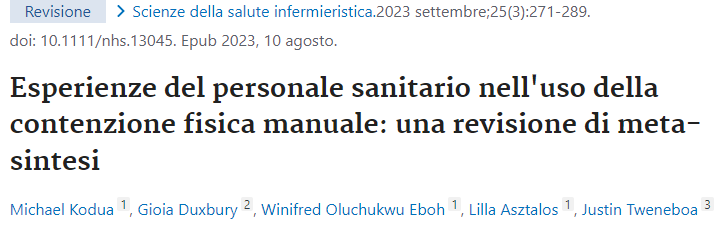 Revisione > Scienze della salute infermieristica.2023 settembre;25(3):271-289.
doi: 10.1111/nhs.13045. Epub 2023, 10 agosto.
Esperienze del personale sanitario nell'uso della
contenzione fisica manuale: una revisione di meta-
sintesi
Michael Kodua 1, Gioia Duxbury 2, Winifred Oluchukwu Eboh 1, Lilla Asztalos 1, Justin Tweneboa 3